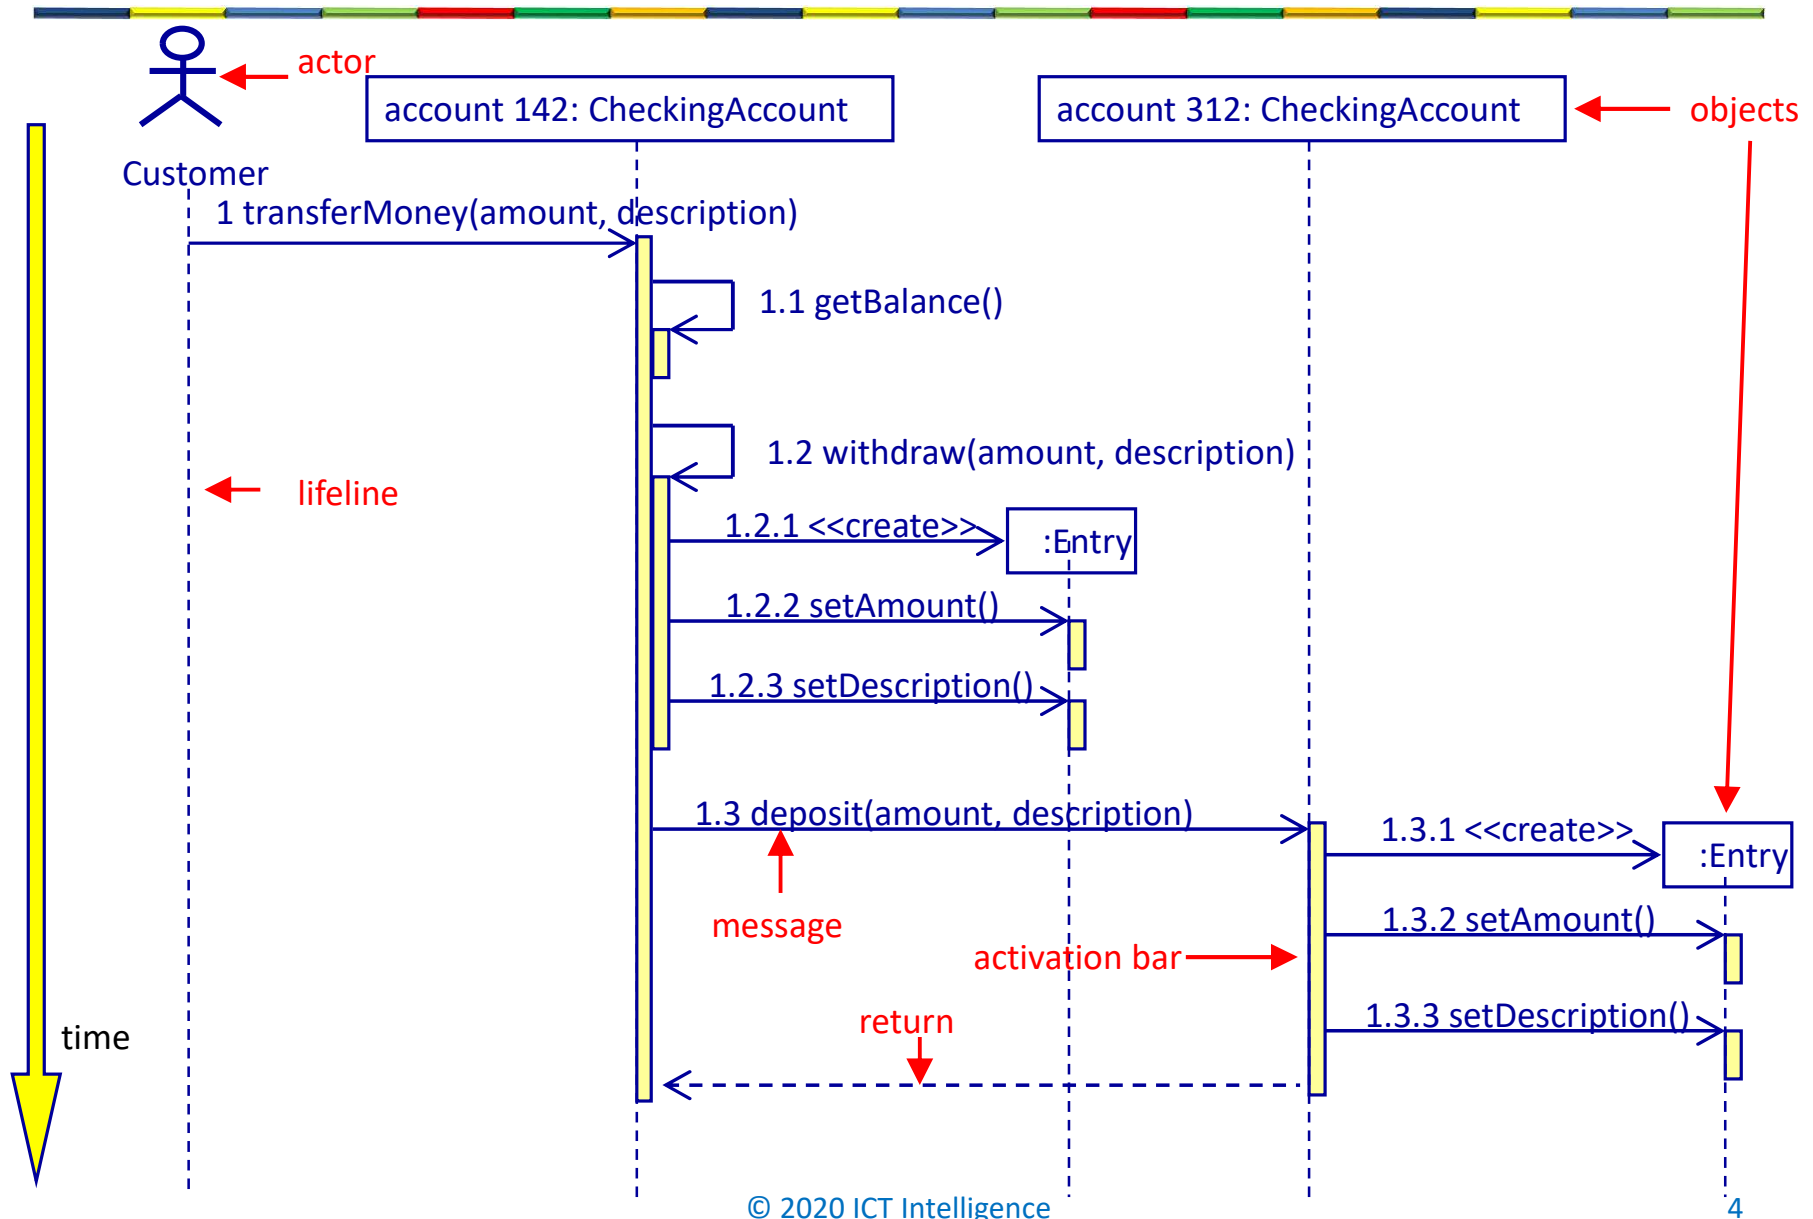 actor
account 142: CheckingAccount
account 312: CheckingAccount
objects
Customer
1 transferMoney(amount, description)
1.1 getBalance()
1.2 withdraw(amount, description)
lifeline
1.2.1 <<create>>
:Entry
1.2.2 setAmount()
1.2.3 setDescription()
1.3 deposit(amount, description)
1.3.1 <<create>>
:Entry
message
1.3.2 setAmount()
activation bar
return
1.3.3 setDescription()
time
© 2020 ICT Intelligence
4